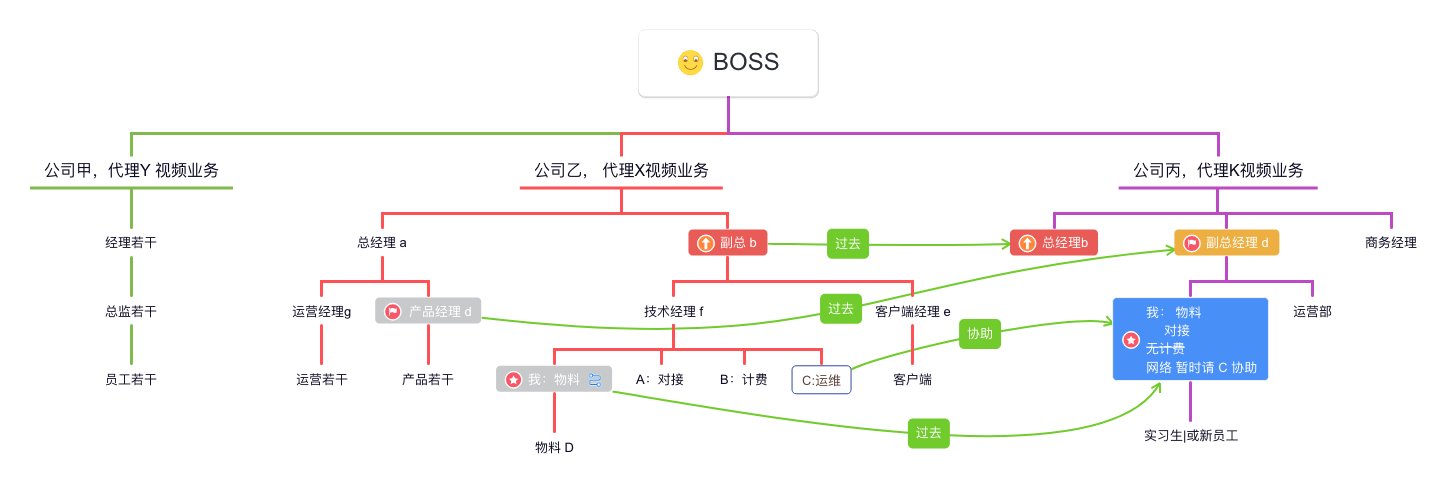 BOSS
公司甲，代理Y 视频业务
公司乙， 代理X视频业务
公司丙，代理K视频业务
经理若干
总经理 a
副总 b
过去
总经理b
副总经理 d
商务经理
总监若干
运营经理g
产品经理 d
技术经理 f
过去
客户端经理 e
协助
我： 物料
对接
无计费
网络 暂时请 C 协助
运营部
员工若干
运营若干
产品若干
我：物料
A：对接
B：计费
C:运维
客户端
过去
实习生|或新员工
物料 D